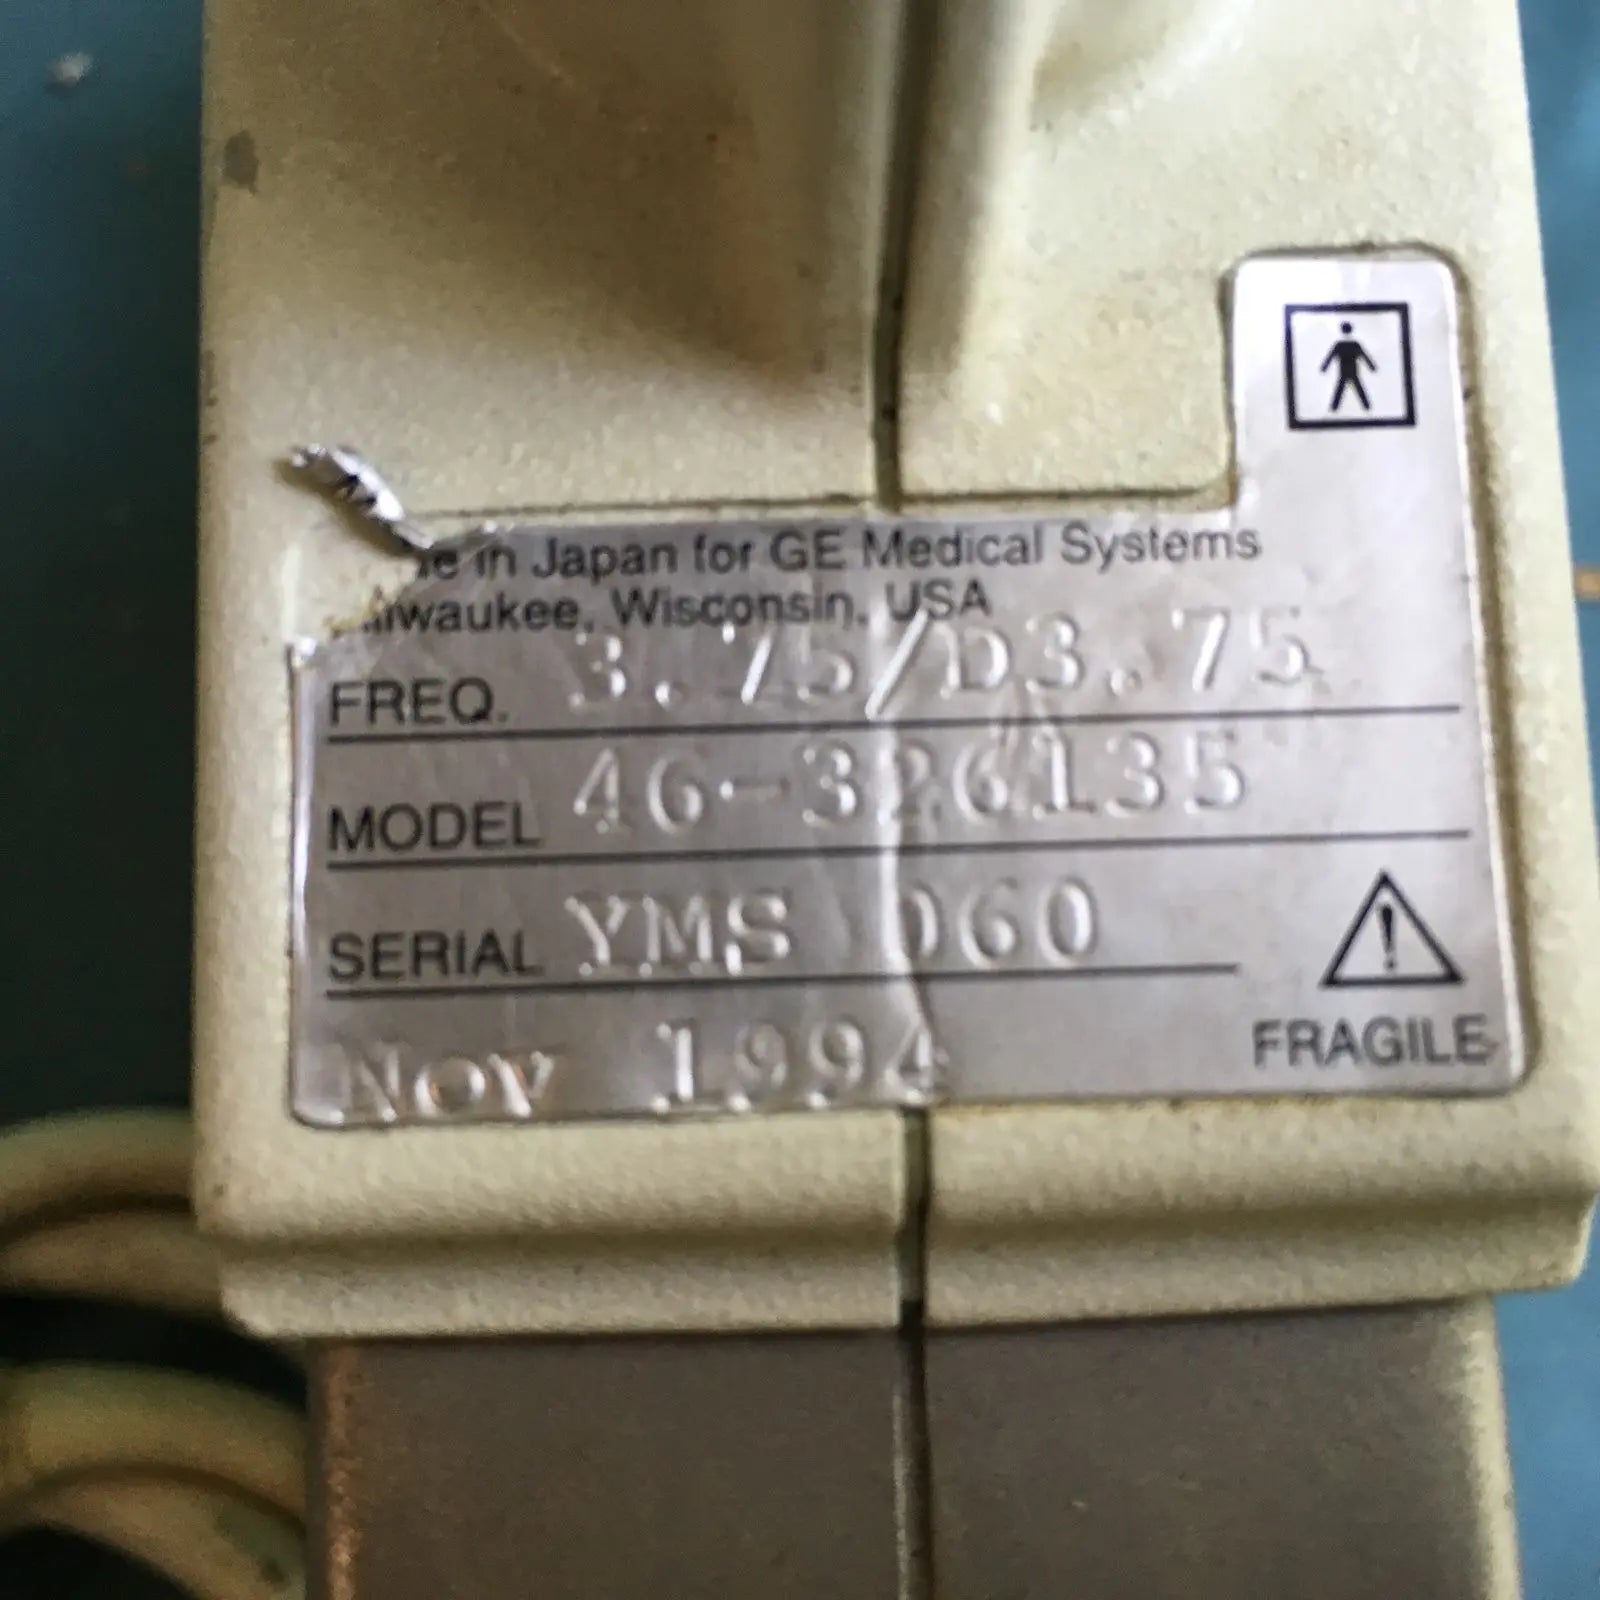 in Japan for GE Medical Systems
Wisconsin, USA
FREQ. 3.75/D3.75
MODEL 46-326135
SERIAL YMS 060
Nov 1994
FRAGILE